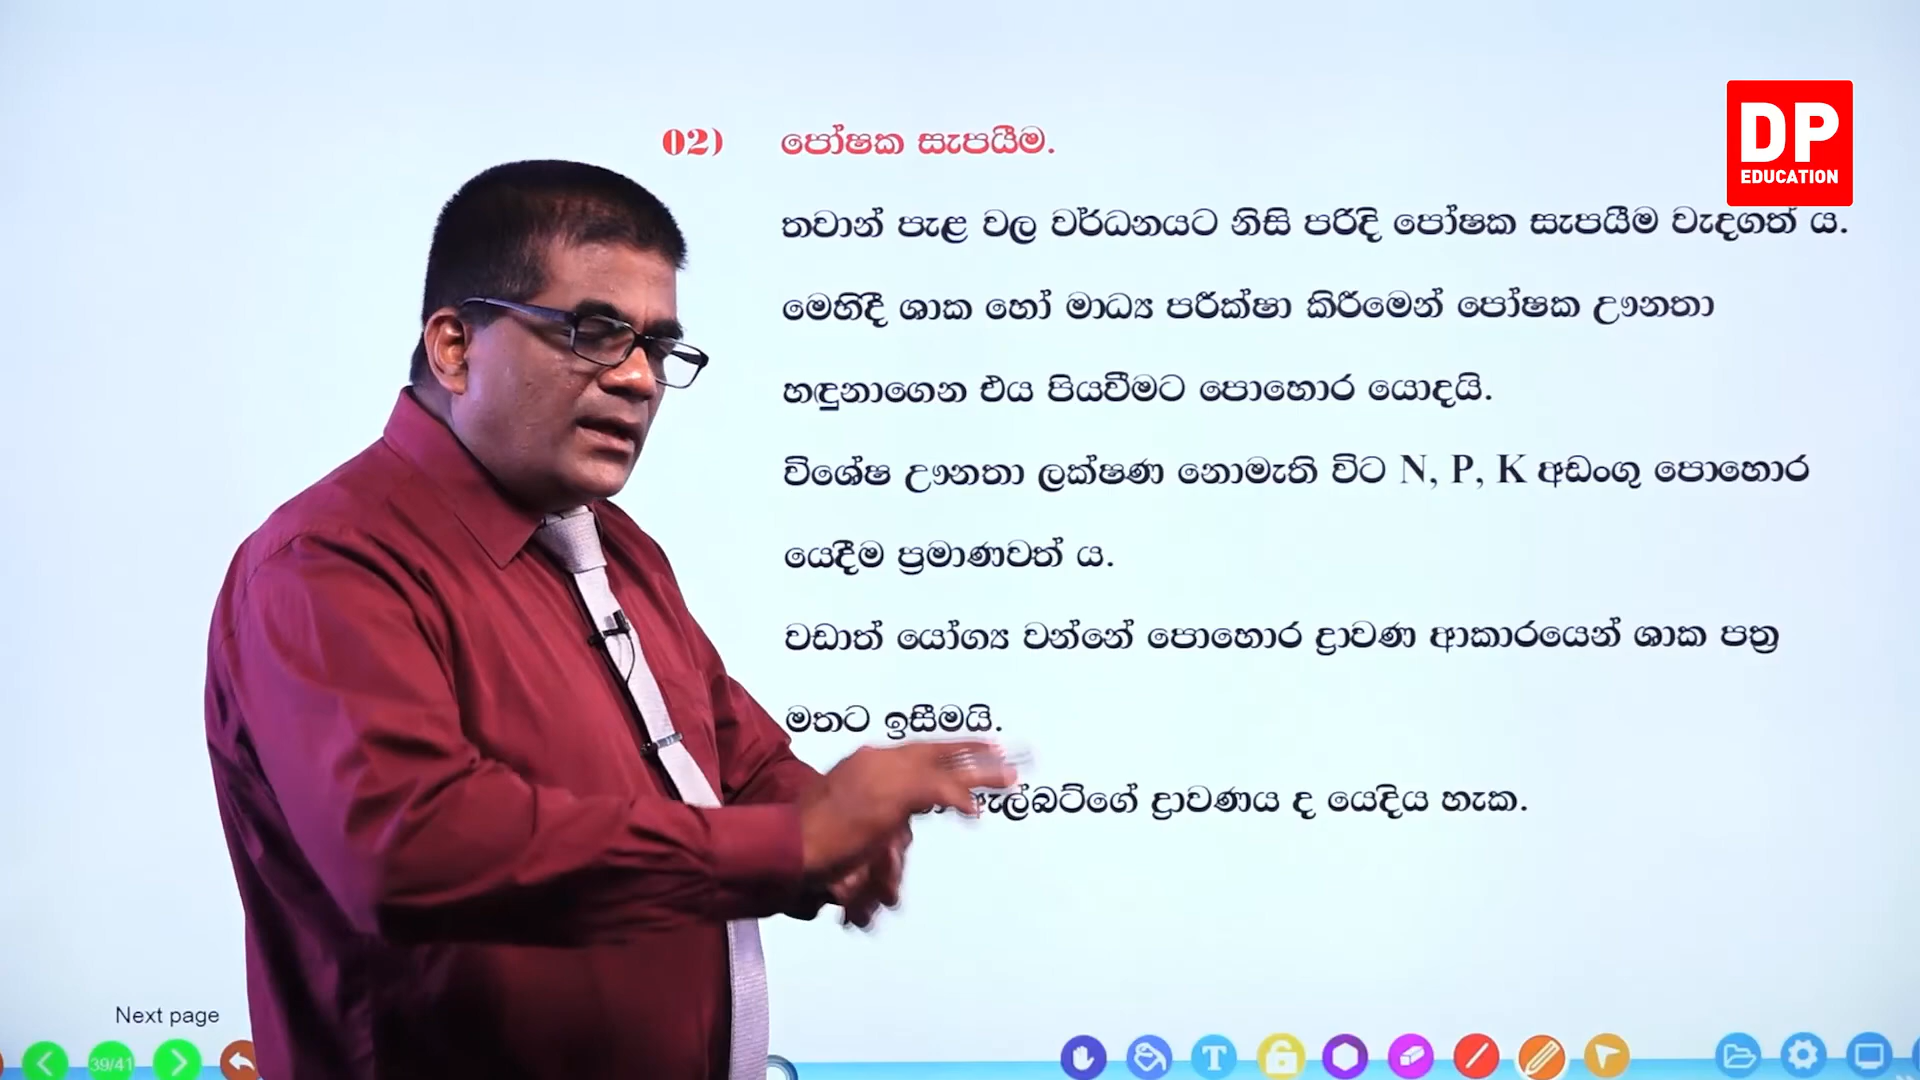 DP
EDUCATION
02) පෝෂක සැපයීම.
තවාන් පැළ වල වර්ධනයට නිසි පරිදි පෝෂක සැපයීම වැදගත් ය.
මෙහිදී ශාක හෝ මාධ්‍ය පරීක්ෂා කිරීමෙන් පෝෂක ඌනතා
හඳුනාගෙන එය පියවීමට පොහොර යොදයි.
විශේෂ ඌනතා ලක්ෂණ නොමැති විට N, P, K අඩංගු පොහොර
යෙදීම ප්‍රමාණවත් ය.
වඩාත් යෝග්‍ය වන්නේ පොහොර ද්‍රාවණ ආකාරයෙන් ශාක පත්‍ර
මතට ඉසීමයි.
ඇල්බට්ගේ ද්‍රාවණය ද යෙදිය හැක.
Next page
39/41